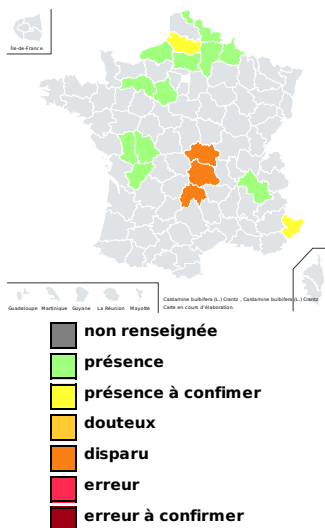 Île-de-France
Guadeloupe Martinique Guyane La Réunion Mayotte
Cardamine bulbifera (L.) Crantz , Cardamine bulbifera (L.) Crantz
Carte en cours d'élaboration.
non renseignée
présence
présence à confimer
douteux
disparu
erreur
erreur à confirmer